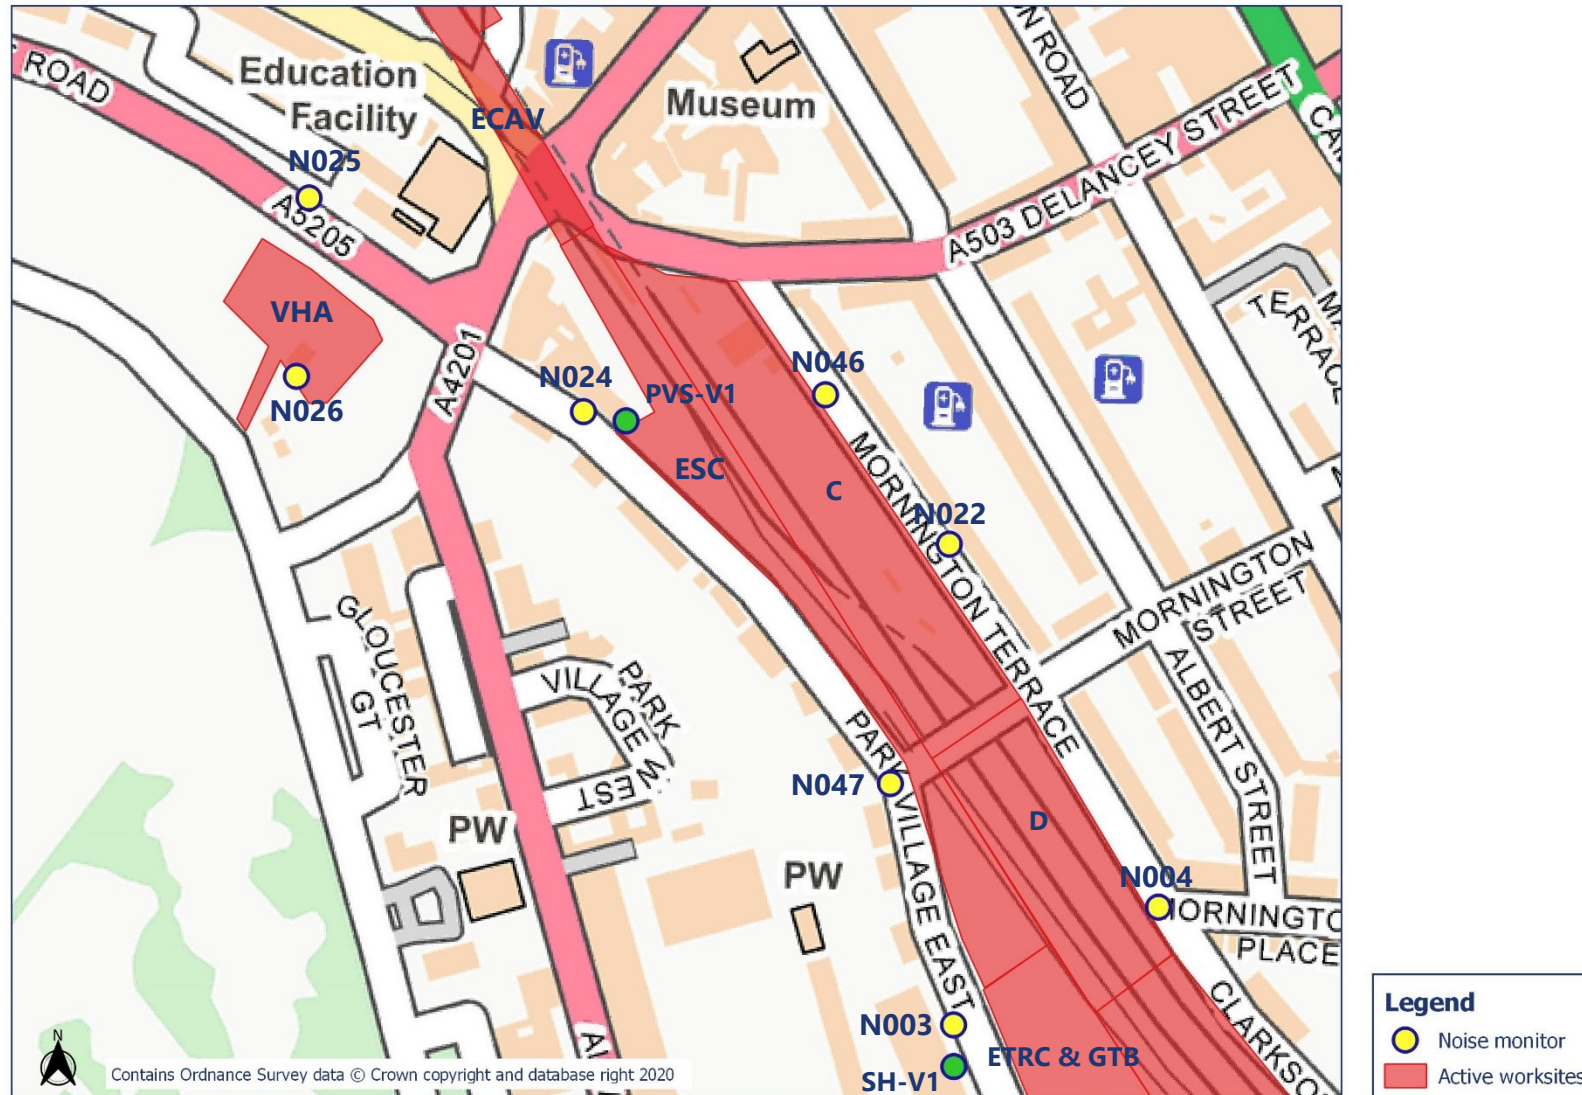 ROAD
Education
Facility
ECAV
Museum
A503 DELANCEY STREET
N025
A5205
VHA
N026
A4201
N024
PVS-V1
N046
ESC
C
N022
MORNINGTON TERRACE
MORNINGTON
STREET
TERRACE
ALBERT STREET
GLOUCESTER
GT
PARK
VILLAGE
WEST
PARK VILLAGE EAST
N047
D
PW
PW
N004
PLACE
N003
SH-V1
ETRC & GTB
N
Contains Ordnance Survey data © Crown copyright and database right 2020
Legend
Noise monitor
Active worksites